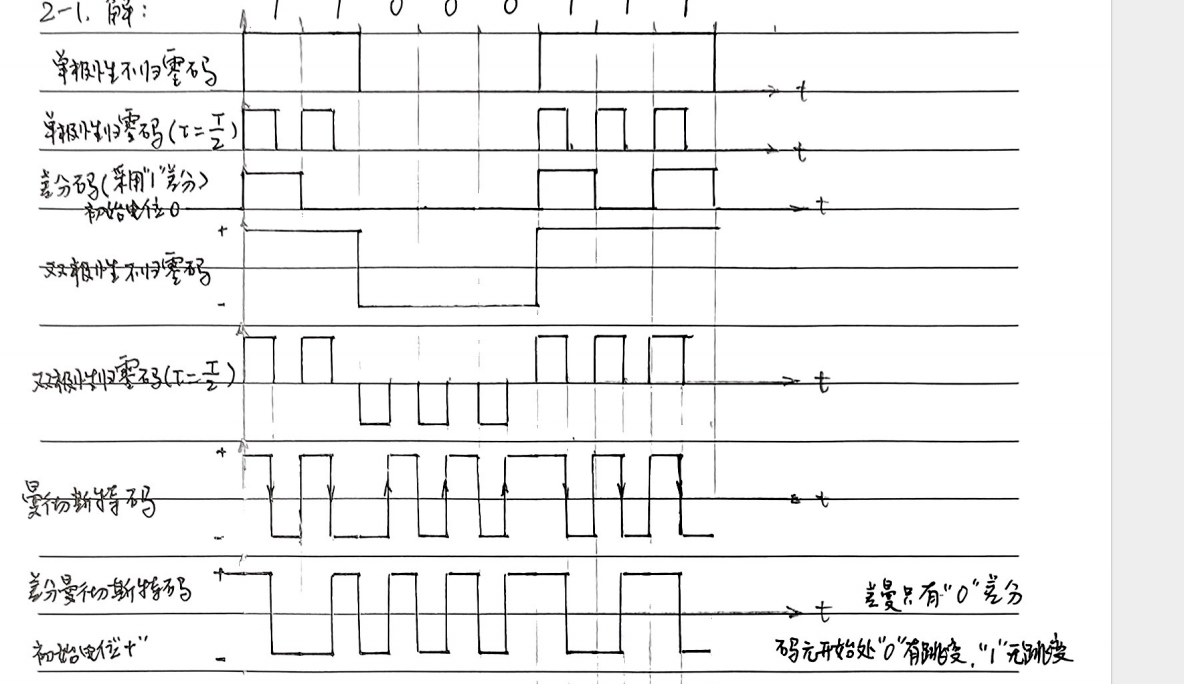 2-1. 解: 1 1 0 0 0 1 1 1
单极性不归零码 t
单极性归零码(τ=T/2) t
差分码(采用"1"差分) t
初始电位0
+
双极性不归零码
-
双极性归零码(τ=T/2) t
+
曼彻斯特码 t
-
+
差分曼彻斯特码 t 差曼只有"0"差分
初始电位"+" 码元开始处"0"有跳变,"1"无跳变
-